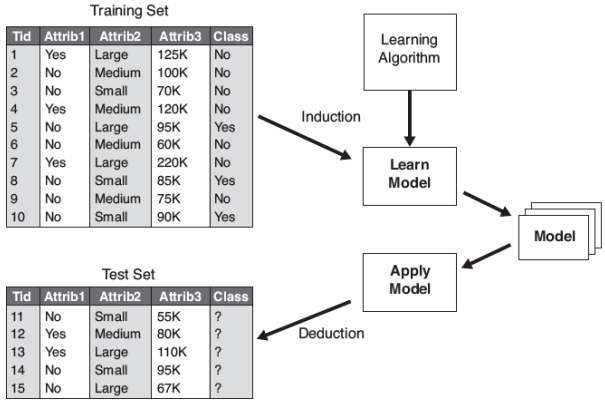 Training Set
Tid Attrib1 Attrib2 Attrib3 Class
1 Yes Large 125K No
2 No Medium 100K No
3 No Small 70K No
4 Yes Medium 120K No
5 No Large 95K Yes
6 No Medium 60K No
7 Yes Large 220K No
8 No Small 85K Yes
9 No Medium 75K No
10 No Small 90K Yes
Learning
Algorithm
Induction
Learn
Model
Model
Apply
Model
Deduction
Test Set
Tid Attrib1 Attrib2 Attrib3 Class
11 No Small 55K ?
12 Yes Medium 80K ?
13 Yes Large 110K ?
14 No Small 95K ?
15 No Large 67K ?